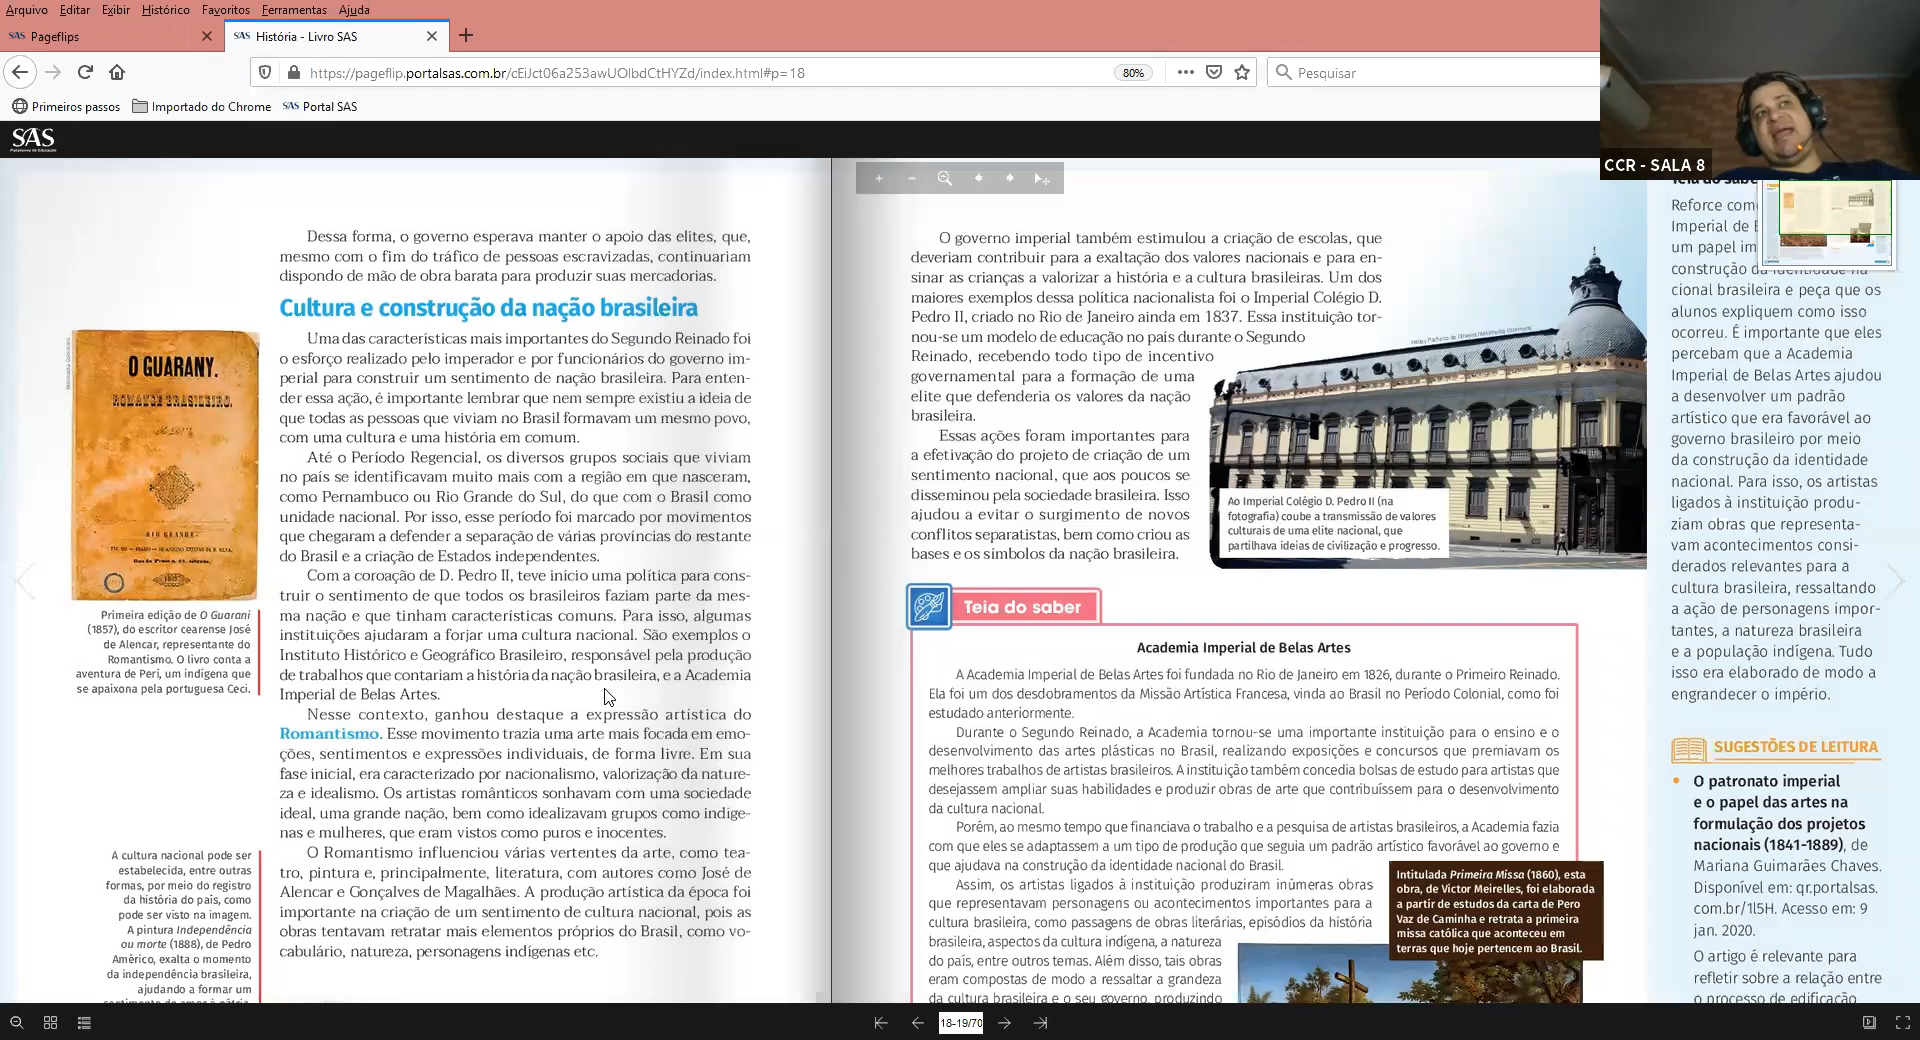 Arquivo Editar Exibir Histórico Favoritos Ferramentas Ajuda
SAS Pageflips
SAS História - Livro SAS
https://pageflip.portalsas.com.br/cEiJct06a253awUOlbdCtHYZd/index.html#p=18
80%
Pesquisar
Primeiros passos Importado do Chrome SAS Portal SAS
SAS
CCR - SALA 8
Dessa forma, o governo esperava manter o apoio das elites, que,
mesmo com o fim do tráfico de pessoas escravizadas, continuariam
dispondo de mão de obra barata para produzir suas mercadorias.
Cultura e construção da nação brasileira
Uma das características mais importantes do Segundo Reinado foi
o esforço realizado pelo imperador e por funcionários do governo im-
perial para construir um sentimento de nação brasileira. Para enten-
der essa ação, é importante lembrar que nem sempre existiu a ideia de
que todas as pessoas que viviam no Brasil formavam um mesmo povo,
com uma cultura e uma história em comum.
Até o Período Regencial, os diversos grupos sociais que viviam
no país se identificavam muito mais com a região em que nasceram,
como Pernambuco ou Rio Grande do Sul, do que com o Brasil como
unidade nacional. Por isso, esse período foi marcado por movimentos
que chegaram a defender a separação de várias províncias do restante
do Brasil e a criação de Estados independentes.
Com a coroação de D. Pedro II, teve início uma política para cons-
truir o sentimento de que todos os brasileiros faziam parte da mes-
ma nação e que tinham características comuns. Para isso, algumas
instituições ajudaram a forjar uma cultura nacional. São exemplos o
Instituto Histórico e Geográfico Brasileiro, responsável pela produção
de trabalhos que contariam a história da nação brasileira, e a Academia
Imperial de Belas Artes.
Nesse contexto, ganhou destaque a expressão artística do
Romantismo. Esse movimento trazia uma arte mais focada em emo-
ções, sentimentos e expressões individuais, de forma livre. Em sua
fase inicial, era caracterizado por nacionalismo, valorização da nature-
za e idealismo. Os artistas românticos sonhavam com uma sociedade
ideal, uma grande nação, bem como idealizavam grupos como indíge-
nas e mulheres, que eram vistos como puros e inocentes.
O Romantismo influenciou várias vertentes da arte, como tea-
tro, pintura e, principalmente, literatura, com autores como José de
Alencar e Gonçalves de Magalhães. A produção artística da época foi
importante na criação de um sentimento de cultura nacional, pois as
obras tentavam retratar mais elementos próprios do Brasil, como vo-
cabulário, natureza, personagens indígenas etc.
O GUARANY.
ROMANCE BRASILEIRO.
1857
Primeira edição de O Guarani
(1857), do escritor cearense José
de Alencar, representante do
Romantismo. O livro conta a
aventura de Peri, um indígena que
se apaixona pela portuguesa Ceci.
A cultura nacional pode ser
estabelecida, entre outras
formas, por meio do registro
da história do país, como
pode ser visto na imagem.
A pintura Independência
ou morte (1888), de Pedro
Américo, exalta o momento
da independência brasileira,
ajudando a formar um
sentimento de amor à pátria.
O governo imperial também estimulou a criação de escolas, que
deveriam contribuir para a exaltação dos valores nacionais e para en-
sinar as crianças a valorizar a história e a cultura brasileiras. Um dos
maiores exemplos dessa política nacionalista foi o Imperial Colégio D.
Pedro II, criado no Rio de Janeiro ainda em 1837. Essa instituição tor-
nou-se um modelo de educação no país durante o Segundo
Reinado, recebendo todo tipo de incentivo
governamental para a formação de uma
elite que defenderia os valores da nação
brasileira.
Essas ações foram importantes para
a efetivação do projeto de criação de um
sentimento nacional, que aos poucos se
disseminou pela sociedade brasileira. Isso
ajudou a evitar o surgimento de novos
conflitos separatistas, bem como criou as
bases e os símbolos da nação brasileira.
Ao Imperial Colégio D. Pedro II (na
fotografia) coube a transmissão de valores
culturais de uma elite nacional, que
partilhava ideias de civilização e progresso.
Teia do saber
Academia Imperial de Belas Artes
A Academia Imperial de Belas Artes foi fundada no Rio de Janeiro em 1826, durante o Primeiro Reinado.
Ela foi um dos desdobramentos da Missão Artística Francesa, vinda ao Brasil no Período Colonial, como foi
estudado anteriormente.
Durante o Segundo Reinado, a Academia tornou-se uma importante instituição para o ensino e o
desenvolvimento das artes plásticas no Brasil, realizando exposições e concursos que premiavam os
melhores trabalhos de artistas brasileiros. A instituição também concedia bolsas de estudo para artistas que
desejassem ampliar suas habilidades e produzir obras de arte que contribuíssem para o desenvolvimento
da cultura nacional.
Porém, ao mesmo tempo que financiava o trabalho e a pesquisa de artistas brasileiros, a Academia fazia
com que eles se adaptassem a um tipo de produção que seguia um padrão artístico favorável ao governo e
que ajudava na construção da identidade nacional do Brasil.
Assim, os artistas ligados à instituição produziram inúmeras obras
que representavam personagens ou acontecimentos importantes para a
cultura brasileira, como passagens de obras literárias, episódios da história
brasileira, aspectos da cultura indígena, a natureza
do país, entre outros temas. Além disso, tais obras
eram compostas de modo a ressaltar a grandeza
da cultura brasileira e o seu governo, produzindo
Intitulada Primeira Missa (1860), esta
obra, de Victor Meirelles, foi elaborada
a partir de estudos da carta de Pero
Vaz de Caminha e retrata a primeira
missa católica que aconteceu em
terras que hoje pertencem ao Brasil.
Teia do saber
Reforce com
Imperial de B
um papel im
construção da identidade na-
cional brasileira e peça que os
alunos expliquem como isso
ocorreu. É importante que eles
percebam que a Academia
Imperial de Belas Artes ajudou
a desenvolver um padrão
artístico que era favorável ao
governo brasileiro por meio
da construção da identidade
nacional. Para isso, os artistas
ligados à instituição produ-
ziam obras que representa-
vam acontecimentos consi-
derados relevantes para a
cultura brasileira, ressaltando
a ação de personagens impor-
tantes, a natureza brasileira
e a população indígena. Tudo
isso era elaborado de modo a
engrandecer o império.
SUGESTÕES DE LEITURA
• O patronato imperial
e o papel das artes na
formulação dos projetos
nacionais (1841-1889), de
Mariana Guimarães Chaves.
Disponível em: qr.portalsas.
com.br/1l5H. Acesso em: 9
jan. 2020.
O artigo é relevante para
refletir sobre a relação entre
o processo de edificação
18-19/70